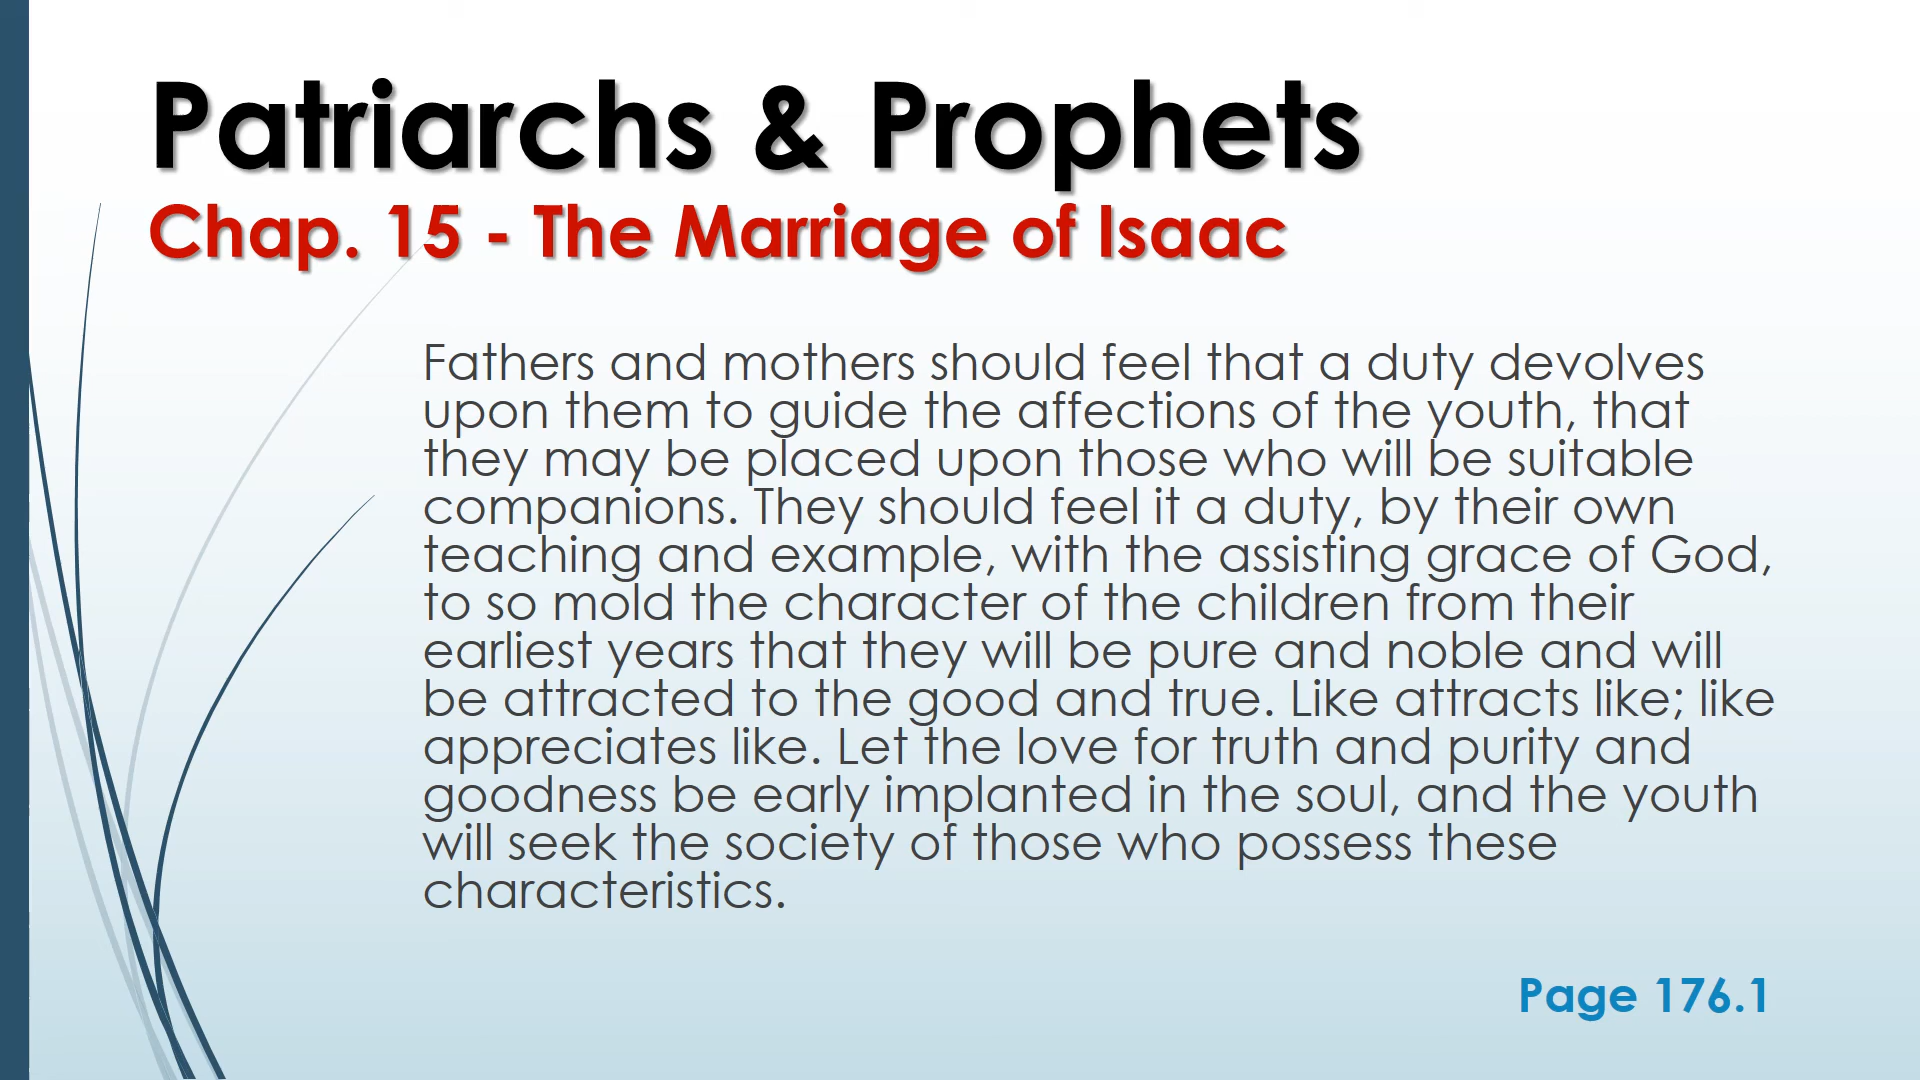 Patriarchs & Prophets
Chap. 15 - The Marriage of Isaac
Fathers and mothers should feel that a duty devolves
upon them to guide the affections of the youth, that
they may be placed upon those who will be suitable
companions. They should feel it a duty, by their own
teaching and example, with the assisting grace of God,
to so mold the character of the children from their
earliest years that they will be pure and noble and will
be attracted to the good and true. Like attracts like; like
appreciates like. Let the love for truth and purity and
goodness be early implanted in the soul, and the youth
will seek the society of those who possess these
characteristics.
Page 176.1